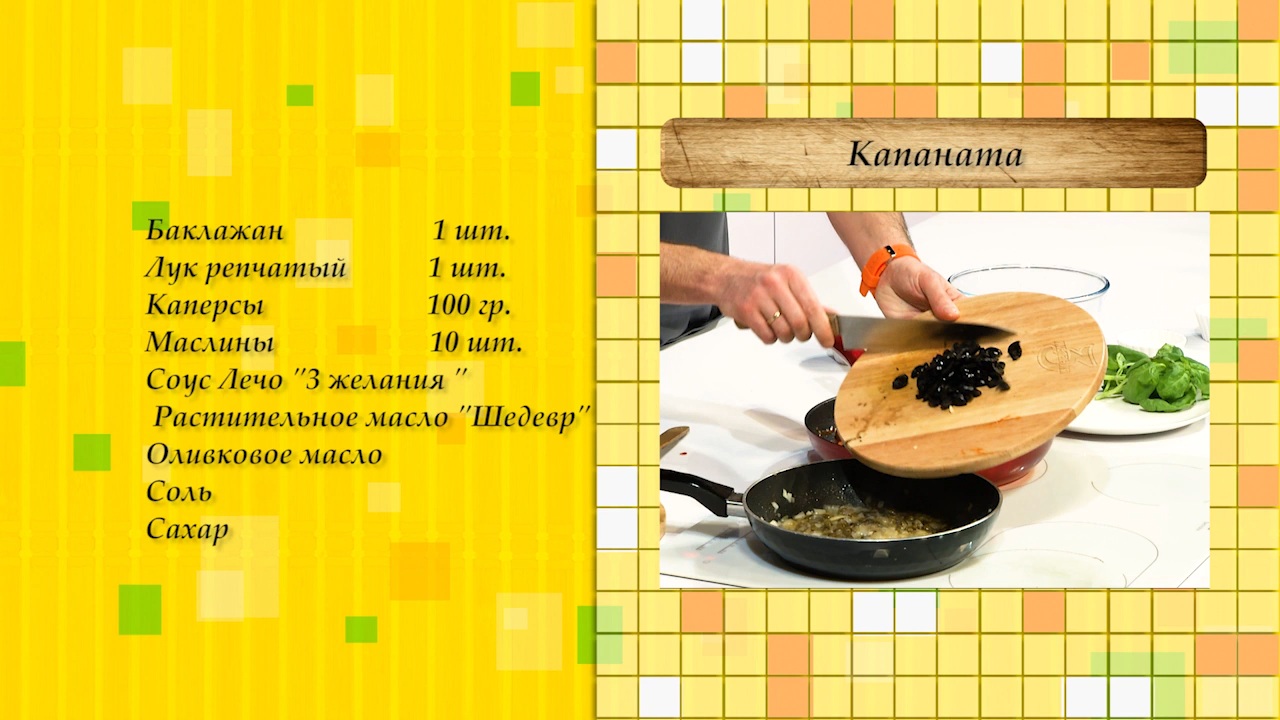 Капаната
Баклажан 1 шт.
Лук репчатый 1 шт.
Каперсы 100 гр.
Маслины 10 шт.
Соус Лечо "3 желания "
Растительное масло "Шедевр"
Оливковое масло
Соль
Сахар